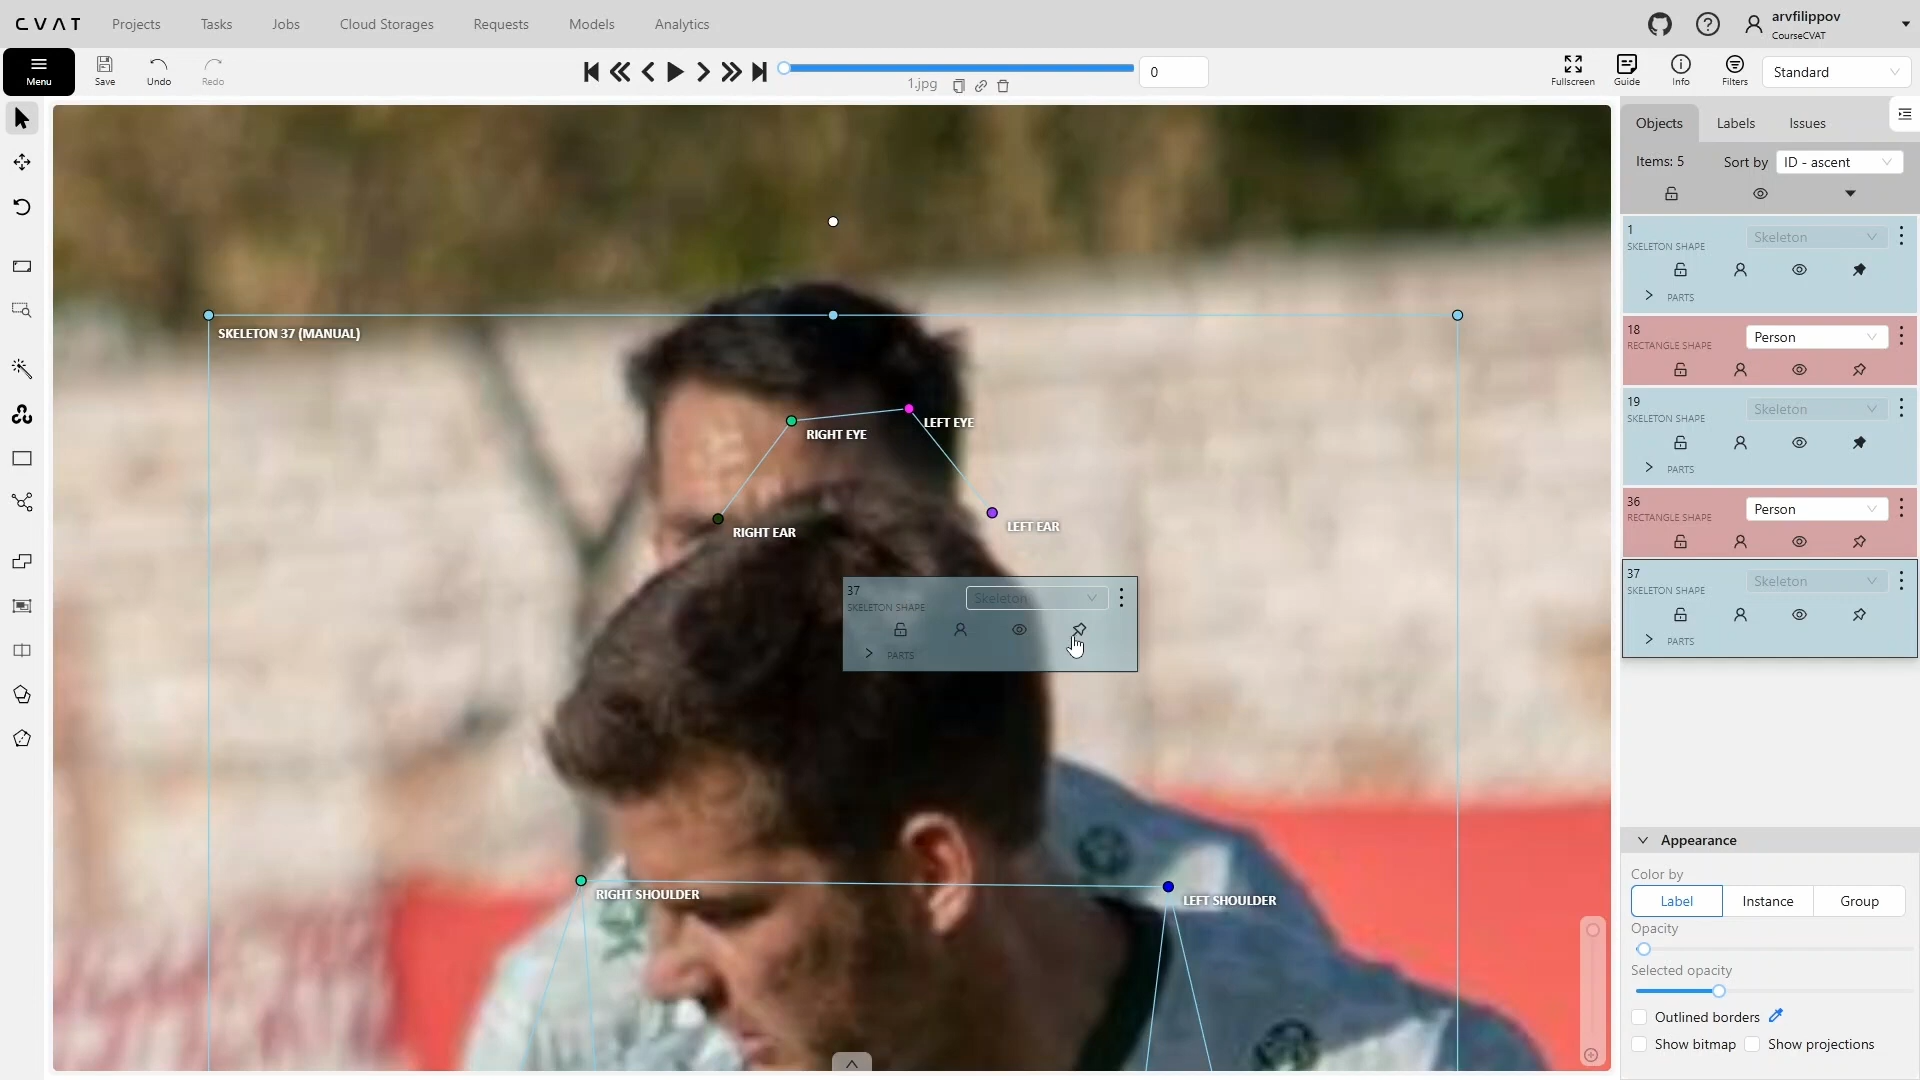 CVAT Projects Tasks Jobs Cloud Storages Requests Models Analytics
arvfilippov
CourseCVAT
Menu Save Undo Redo
1.jpg
0
Fullscreen Guide Info Filters
Standard
Objects Labels Issues
Items: 5 Sort by ID - ascent
1
SKELETON SHAPE
Skeleton
PARTS
18
RECTANGLE SHAPE
Person
19
SKELETON SHAPE
Skeleton
PARTS
36
RECTANGLE SHAPE
Person
37
SKELETON SHAPE
Skeleton
PARTS
SKELETON 37 (MANUAL)
RIGHT EYE
LEFT EYE
RIGHT EAR
LEFT EAR
37
SKELETON SHAPE
Skeleton
PARTS
RIGHT SHOULDER
LEFT SHOULDER
Appearance
Color by
Label Instance Group
Opacity
Selected opacity
Outlined borders
Show bitmap Show projections